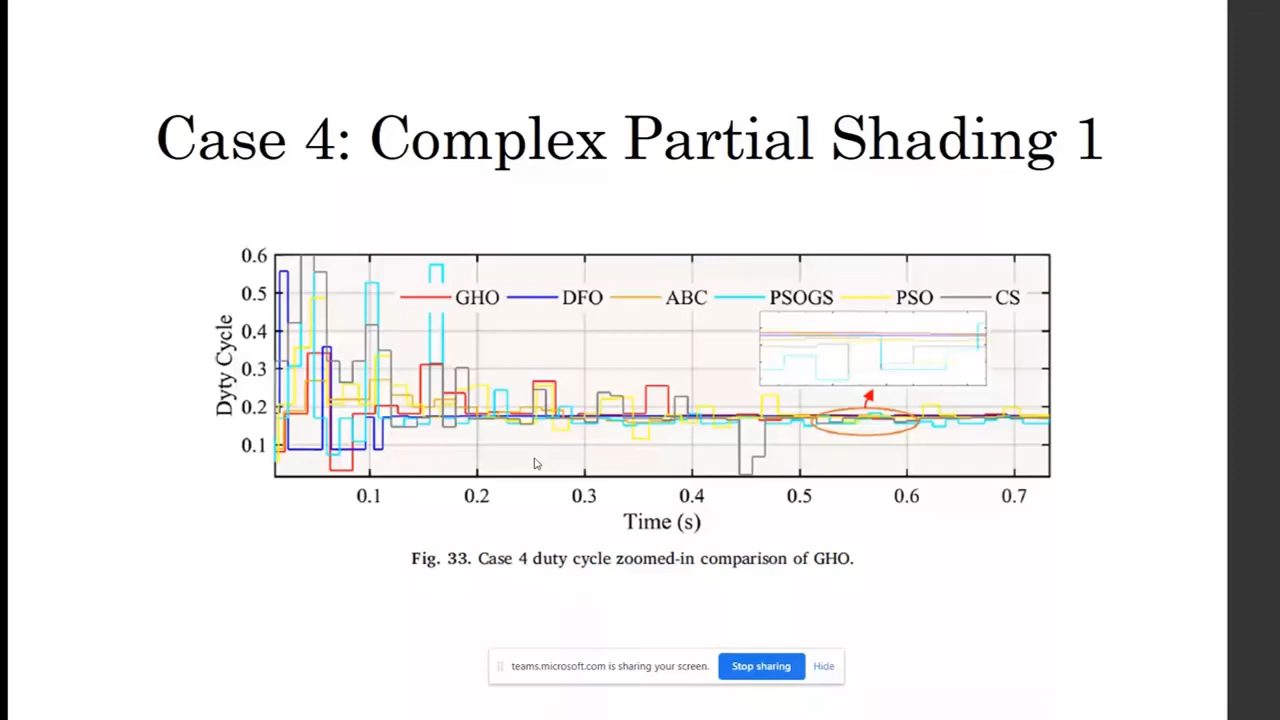 Case 4: Complex Partial Shading 1
0.6
0.5
0.4
0.3
0.2
0.1
Dyty Cycle
GHO DFO ABC PSOGS PSO CS
0.1 0.2 0.3 0.4 0.5 0.6 0.7
Time (s)
Fig. 33. Case 4 duty cycle zoomed-in comparison of GHO.
teams.microsoft.com is sharing your screen. Stop sharing Hide